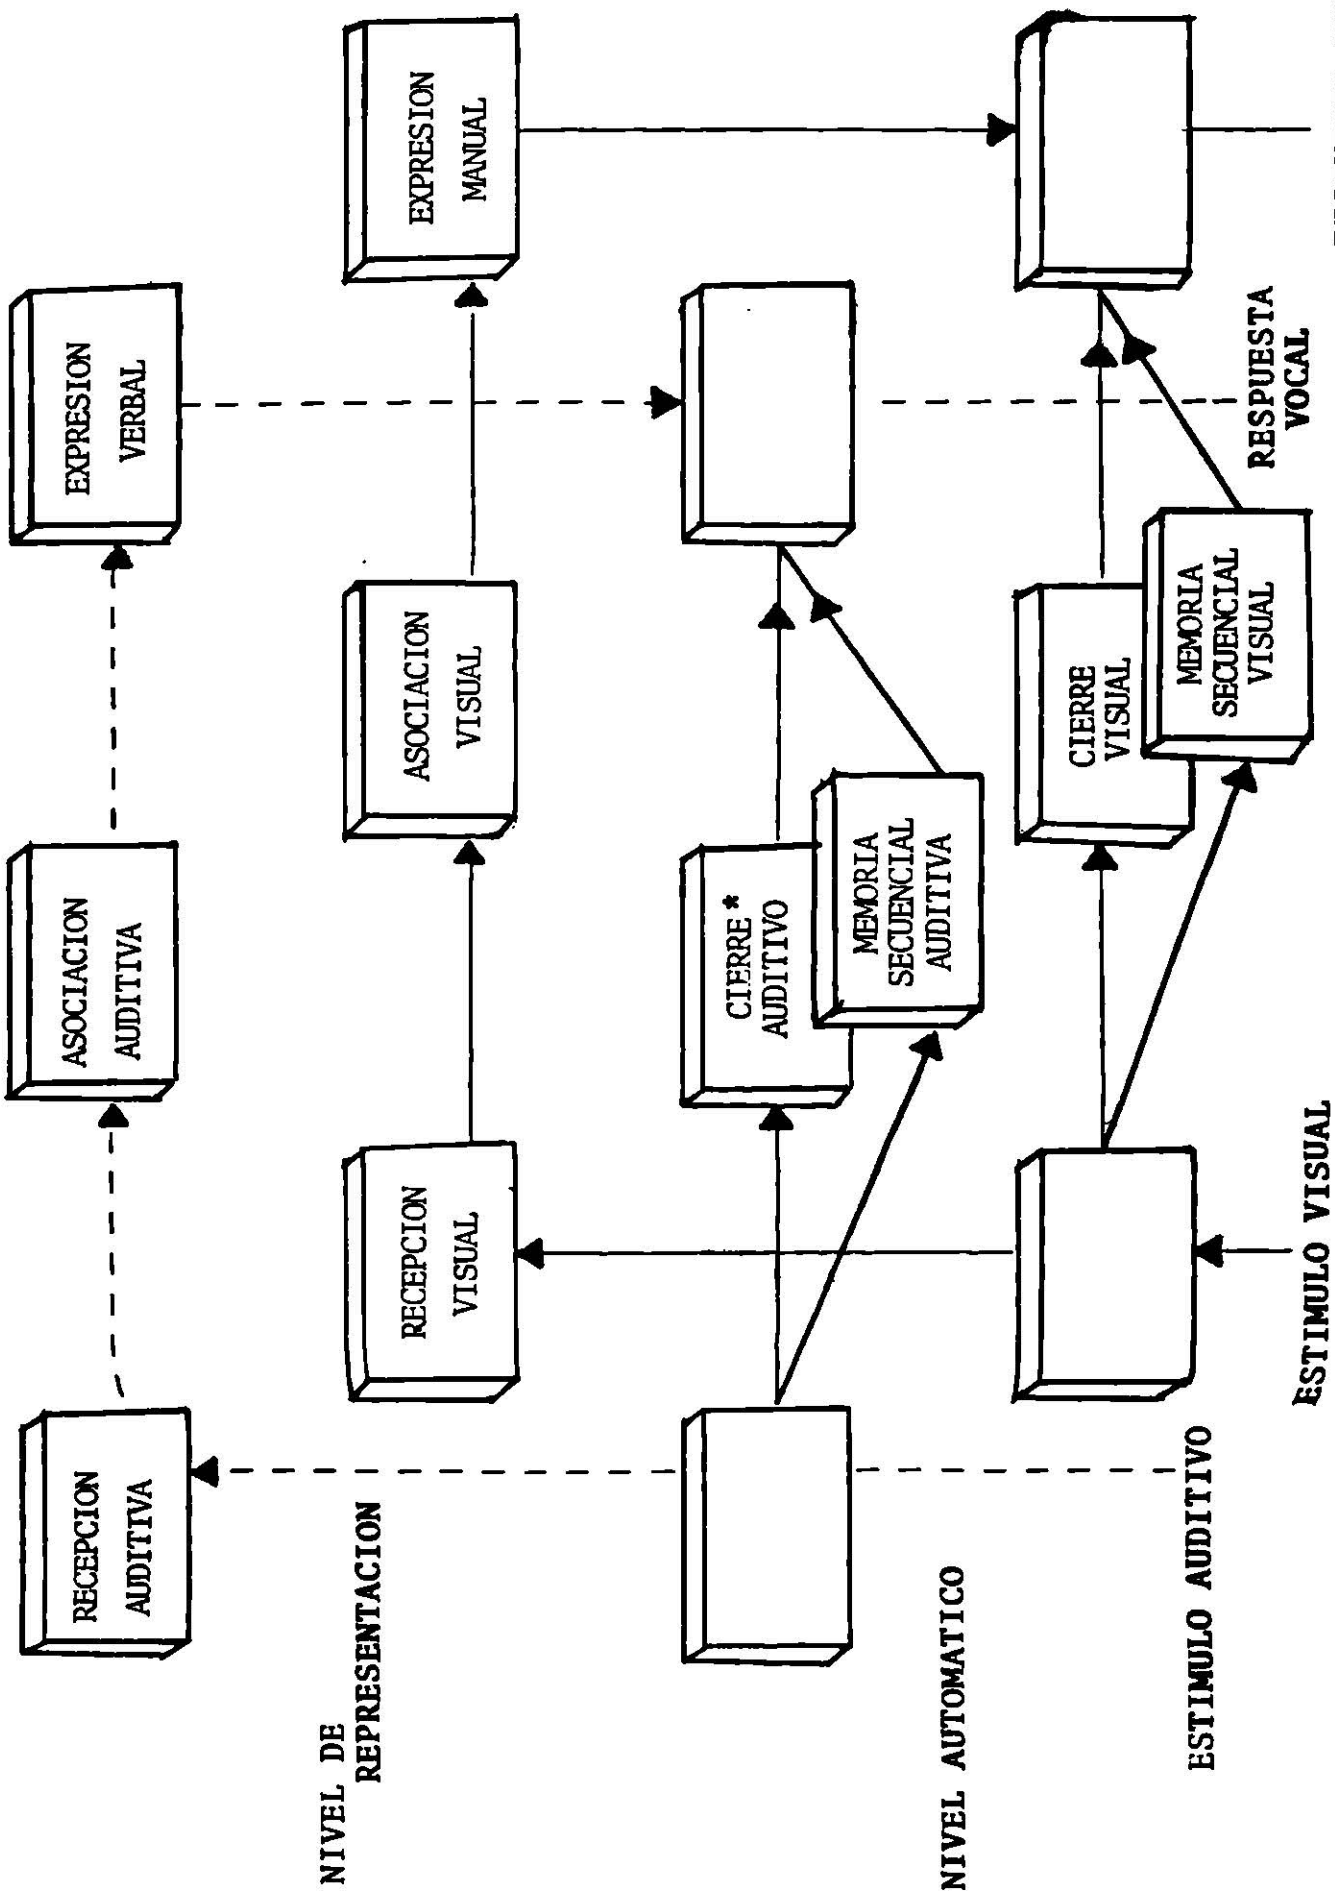 EXPRESION
VERBAL
ASOCIACION
AUDITIVA
RECEPCION
AUDITIVA
EXPRESION
MANUAL
ASOCIACION
VISUAL
RECEPCION
VISUAL
NIVEL DE
REPRESENTACION
CIERRE*
AUDITIVO
MEMORIA
SECUENCIAL
AUDITIVA
NIVEL AUTOMATICO
CIERRE
VISUAL
MEMORIA
SECUENCIAL
VISUAL
ESTIMULO AUDITIVO
ESTIMULO VISUAL
RESPUESTA
VOCAL